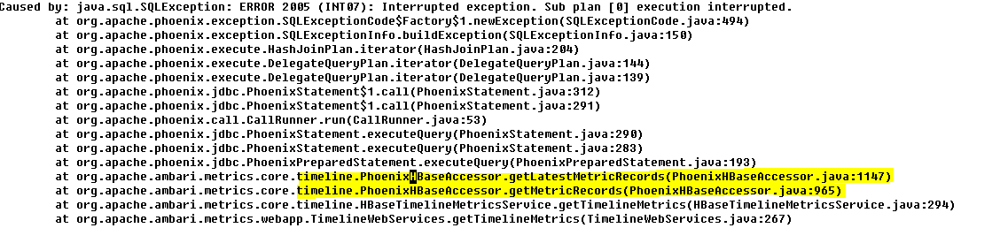 Caused by: java.sql.SQLException: ERROR 2005 (INT07): Interrupted exception. Sub plan [0] execution interrupted.
at org.apache.phoenix.exception.SQLExceptionCode$Factory$1.newException(SQLExceptionCode.java:494)
at org.apache.phoenix.exception.SQLExceptionInfo.buildException(SQLExceptionInfo.java:150)
at org.apache.phoenix.execute.HashJoinPlan.iterator(HashJoinPlan.java:204)
at org.apache.phoenix.execute.DelegateQueryPlan.iterator(DelegateQueryPlan.java:144)
at org.apache.phoenix.execute.DelegateQueryPlan.iterator(DelegateQueryPlan.java:139)
at org.apache.phoenix.jdbc.PhoenixStatement$1.call(PhoenixStatement.java:312)
at org.apache.phoenix.jdbc.PhoenixStatement$1.call(PhoenixStatement.java:291)
at org.apache.phoenix.call.CallRunner.run(CallRunner.java:53)
at org.apache.phoenix.jdbc.PhoenixStatement.executeQuery(PhoenixStatement.java:290)
at org.apache.phoenix.jdbc.PhoenixStatement.executeQuery(PhoenixStatement.java:283)
at org.apache.phoenix.jdbc.PhoenixPreparedStatement.executeQuery(PhoenixPreparedStatement.java:193)
at org.apache.ambari.metrics.core.timeline.PhoenixHBaseAccessor.getLatestMetricRecords(PhoenixHBaseAccessor.java:1147)
at org.apache.ambari.metrics.core.timeline.PhoenixHBaseAccessor.getMetricRecords(PhoenixHBaseAccessor.java:965)
at org.apache.ambari.metrics.core.timeline.HBaseTimelineMetricsService.getTimelineMetrics(HBaseTimelineMetricsService.java:294)
at org.apache.ambari.metrics.webapp.TimelineWebServices.getTimelineMetrics(TimelineWebServices.java:267)